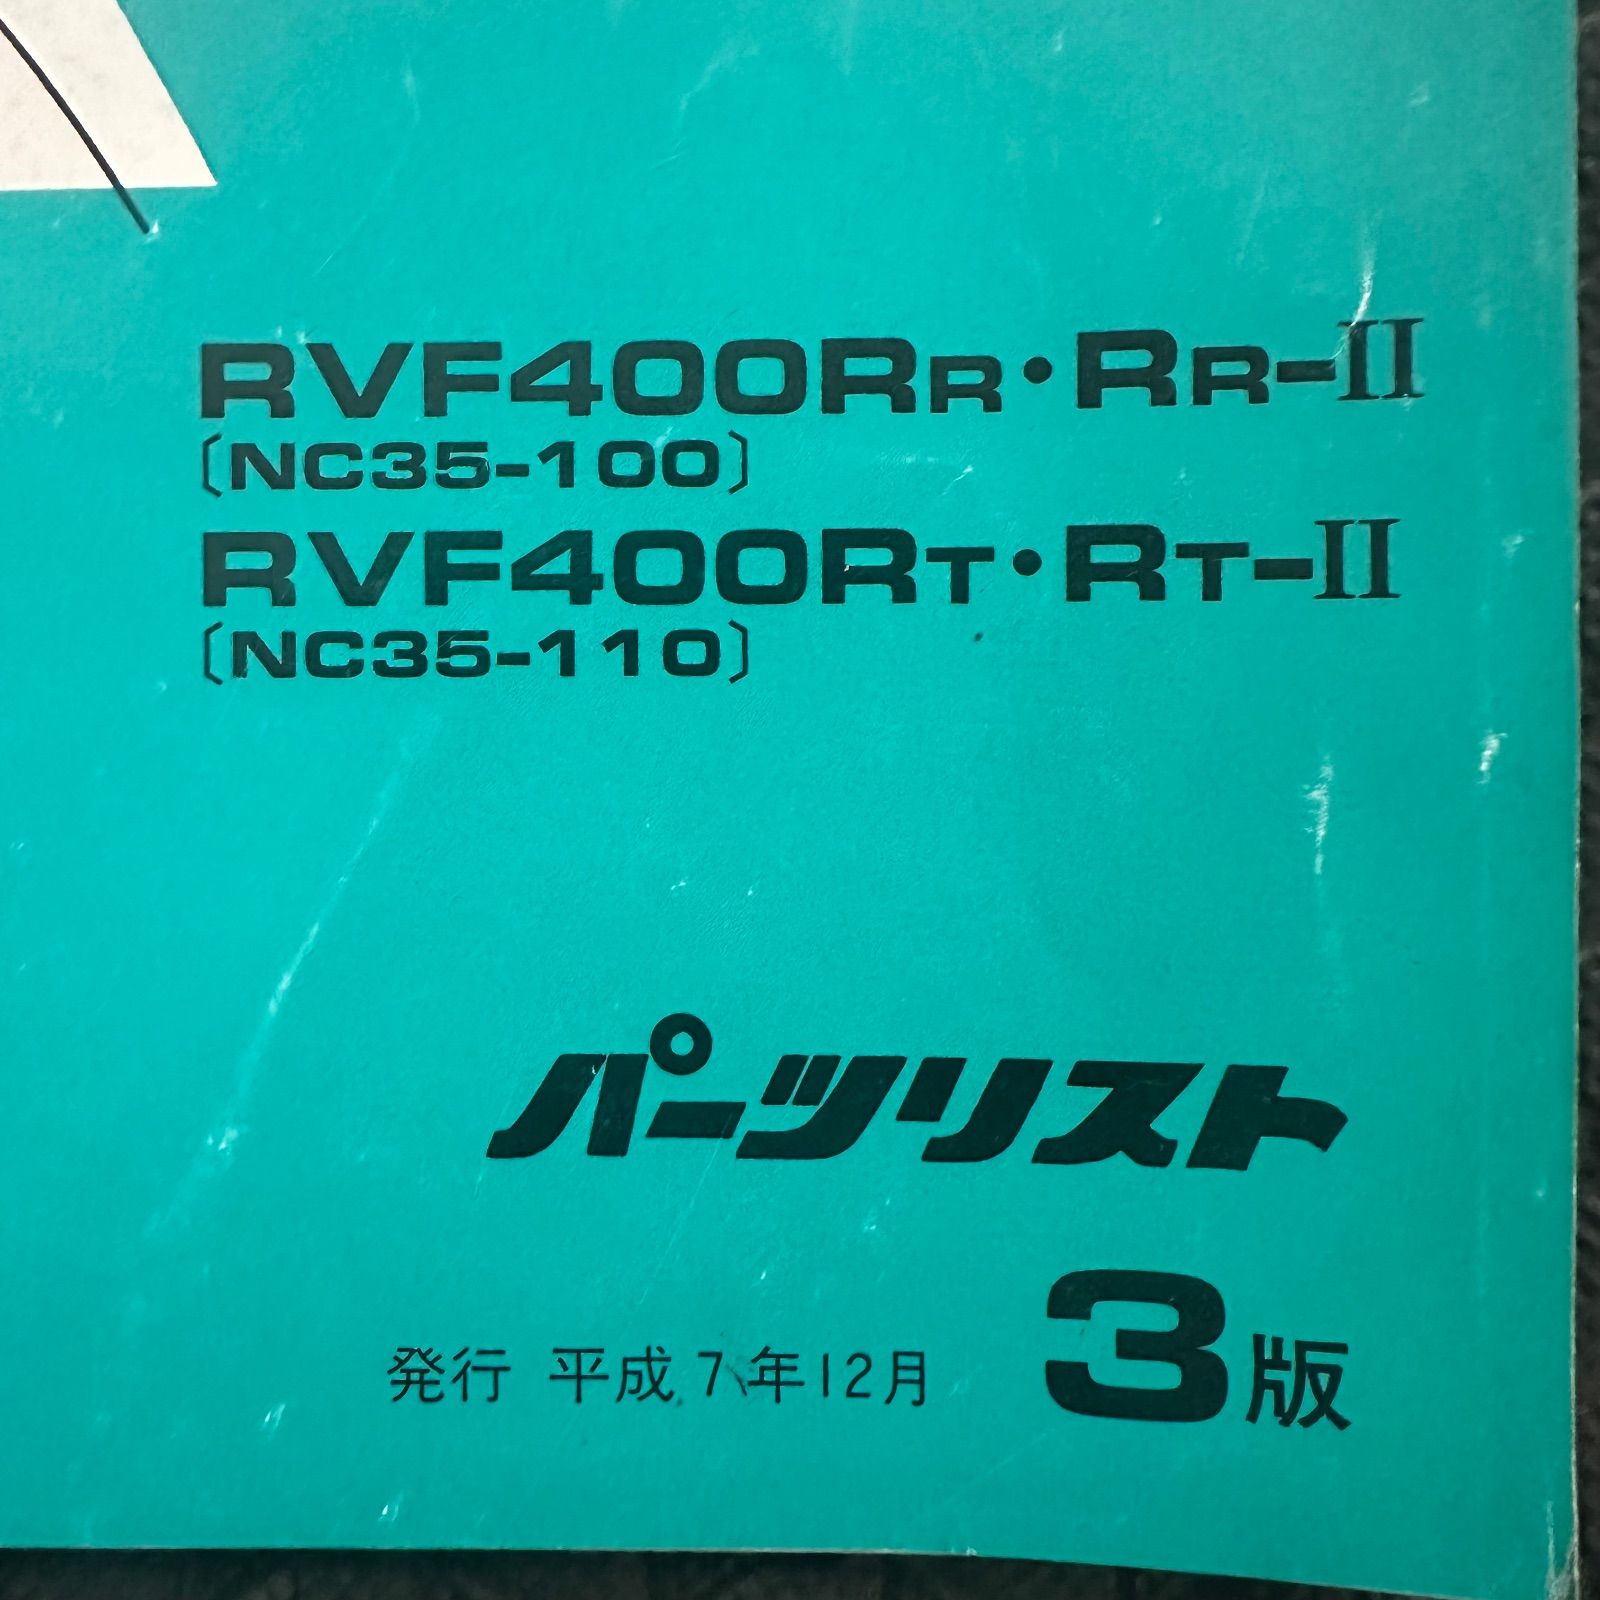 RVF400RR・RR-II
〔NC35-100〕
RVF400RT・RT-II
〔NC35-110〕
パーツリスト
発行 平成7年12月 3版